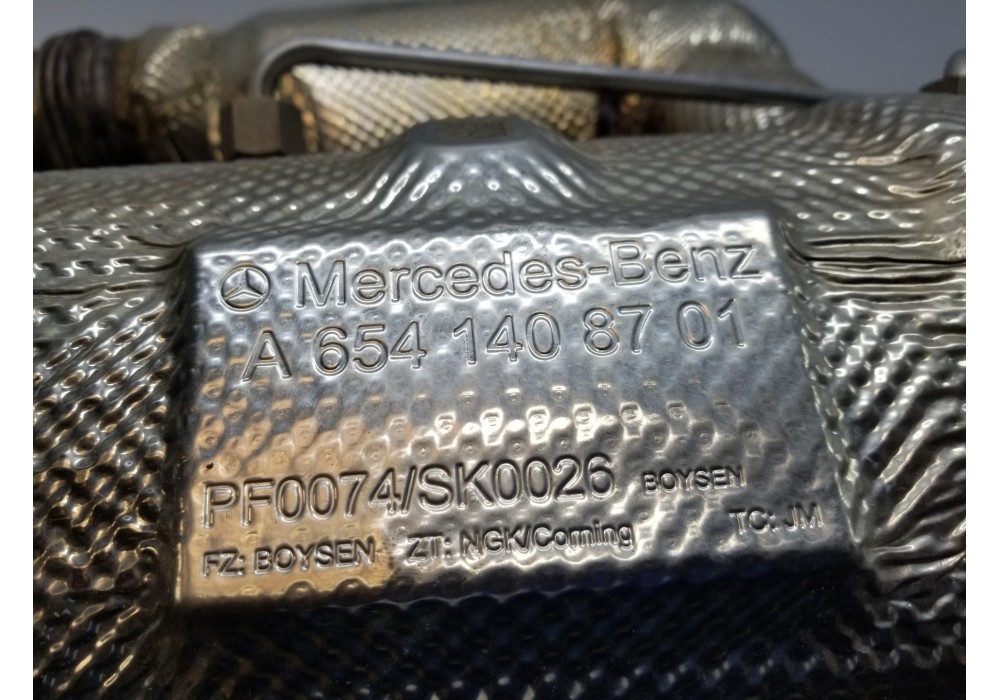 Mercedes-Benz
A 654 140 87 01
PF0074/SK0026 BOYSEN
FZ: BOYSEN ZT: NGK/Corning TC: JM